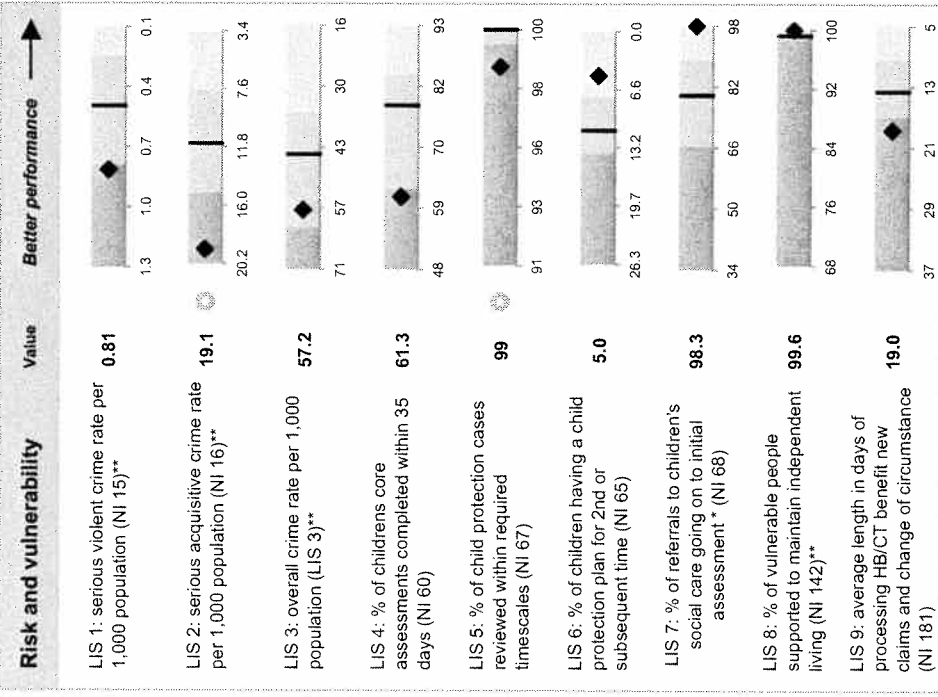 Risk and vulnerability Value Better performance
LIS 1: serious violent crime rate per
1,000 population (NI 15)**
0.81
1.3 1.0 0.7 0.4 0.1
LIS 2: serious acquisitive crime rate
per 1,000 population (NI 16)**
19.1
20.2 16.0 11.8 7.6 3.4
LIS 3: overall crime rate per 1,000
population (LIS 3)**
57.2
71 57 43 30 16
LIS 4: % of childrens core
assessments completed within 35
days (NI 60)
61.3
48 59 70 82 93
LIS 5: % of child protection cases
reviewed within required
timescales (NI 67)
99
91 93 96 98 100
LIS 6: % of children having a child
protection plan for 2nd or
subsequent time (NI 65)
5.0
26.3 19.7 13.2 6.6 0.0
LIS 7: % of referrals to children's
social care going on to initial
assessment * (NI 68)
98.3
34 50 66 82 98
LIS 8: % of vulnerable people
supported to maintain independent
living (NI 142)**
99.6
68 76 84 92 100
LIS 9: average length in days of
processing HB/CT benefit new
claims and change of circumstance
(NI 181)
19.0
37 29 21 13 5